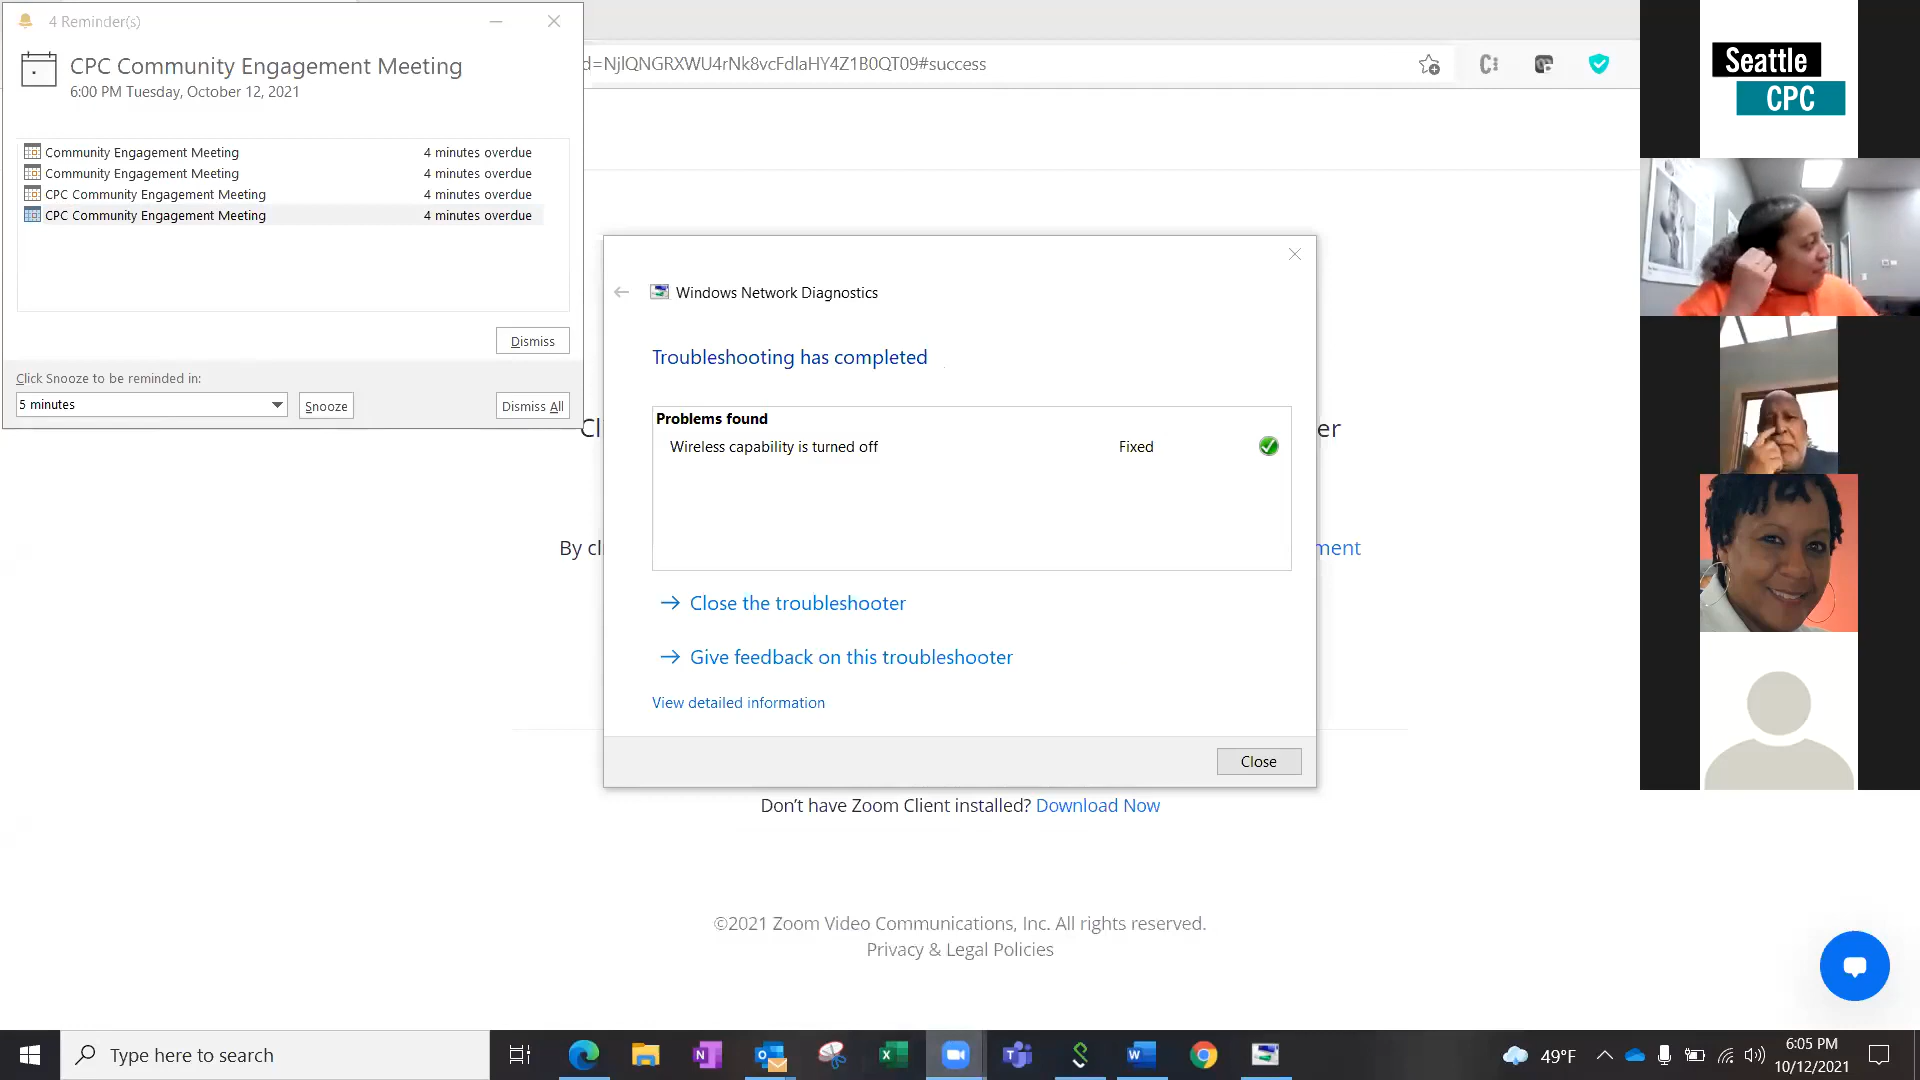 4 Reminder(s)
CPC Community Engagement Meeting
6:00 PM Tuesday, October 12, 2021
Community Engagement Meeting 4 minutes overdue
Community Engagement Meeting 4 minutes overdue
CPC Community Engagement Meeting 4 minutes overdue
CPC Community Engagement Meeting 4 minutes overdue
Dismiss
Click Snooze to be reminded in:
5 minutes
Snooze
Dismiss All
d=NjlQNGRXWU4rNk8vcFdlaHY4Z1B0QT09#success
Seattle
CPC
Windows Network Diagnostics
Troubleshooting has completed
Problems found
Wireless capability is turned off Fixed
Close the troubleshooter
Give feedback on this troubleshooter
View detailed information
Close
Cl er
By cl ment
Don't have Zoom Client installed? Download Now
©2021 Zoom Video Communications, Inc. All rights reserved.
Privacy & Legal Policies
Type here to search
49°F
6:05 PM
10/12/2021